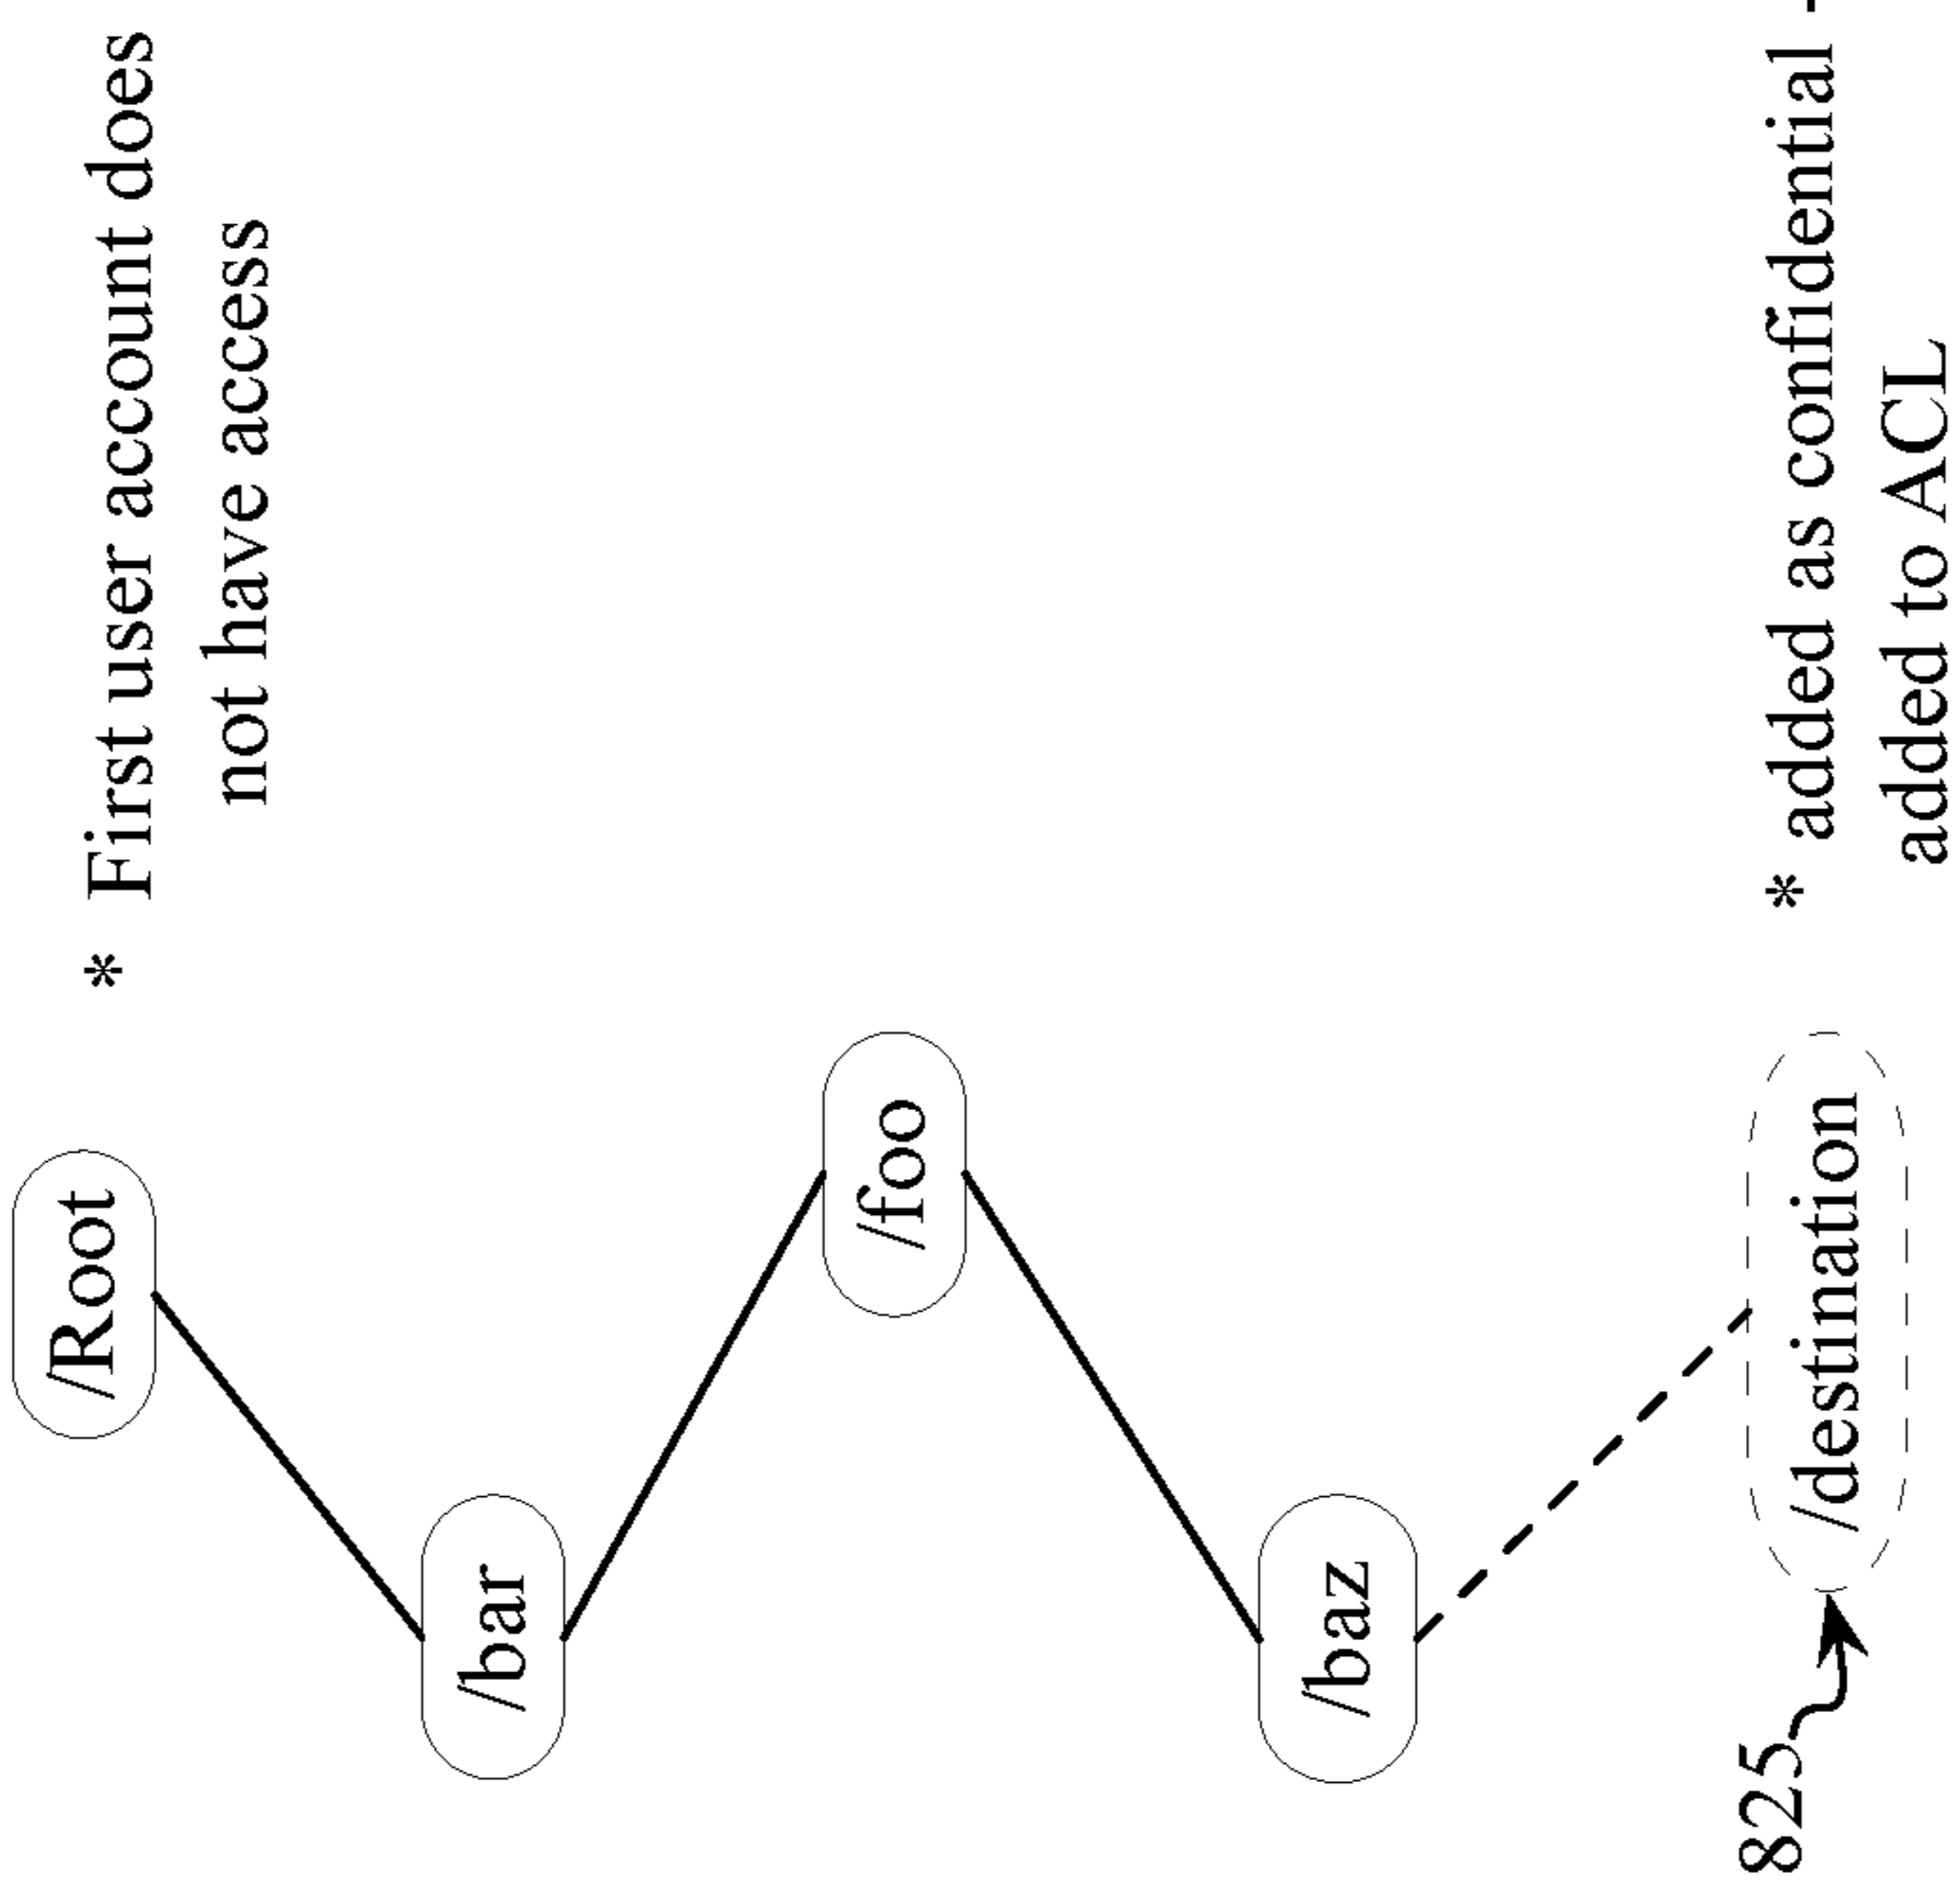 /Root
* First user account does
not have access
/bar
/foo
/baz
825
/destination
* added as confidential -
added to ACL